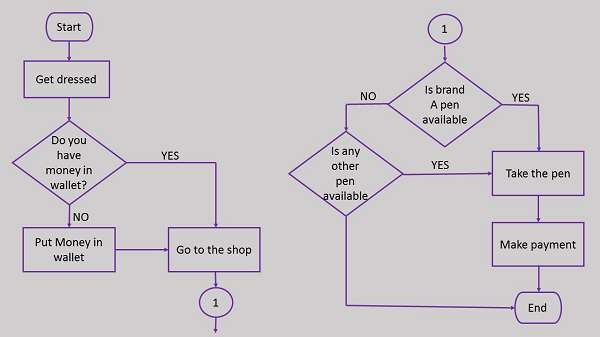 Start
Get dressed
Do you
have
money in
wallet?
YES
NO
Put Money in
wallet
Go to the shop
1
1
Is brand
A pen
available
NO
YES
Is any
other
pen
available
YES
Take the pen
Make payment
End